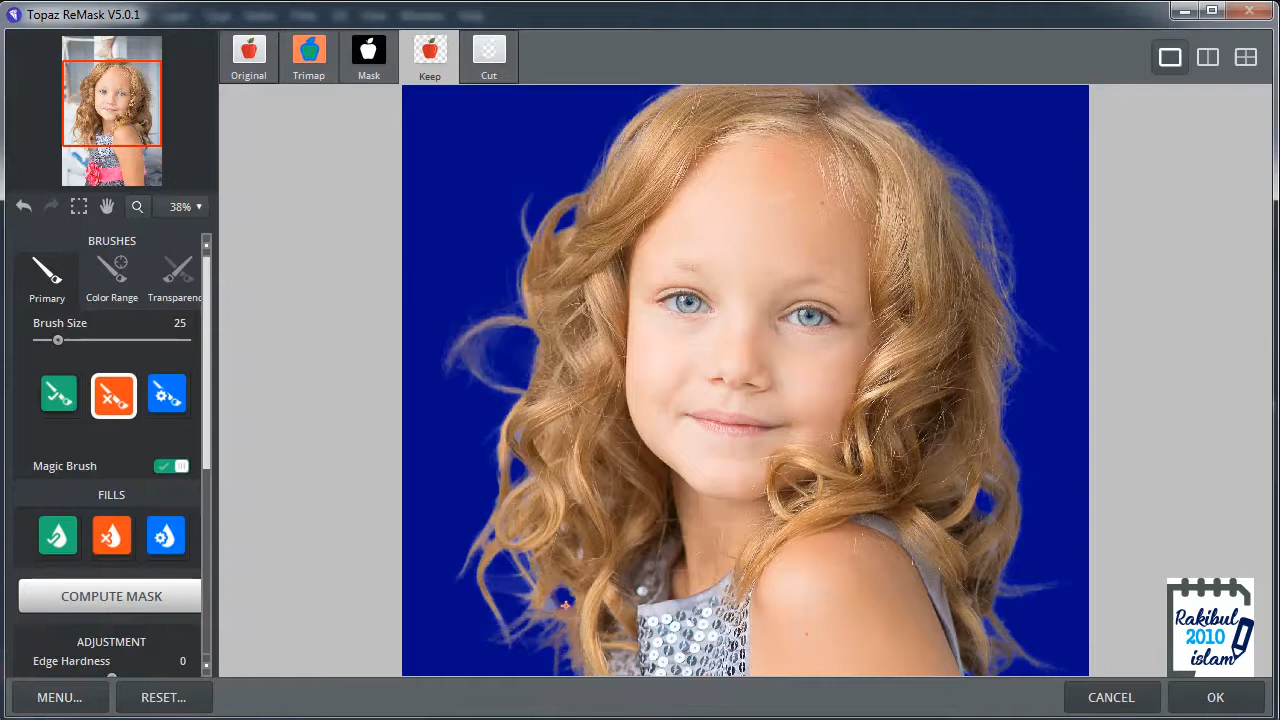 Topaz ReMask V5.0.1
Original
Trimap
Mask
Keep
Cut
38%
BRUSHES
Primary
Color Range
Transparenc
Brush Size 25
Magic Brush
FILLS
COMPUTE MASK
ADJUSTMENT
Edge Hardness 0
MENU...
RESET...
CANCEL
OK
Rakibul
2010
islam